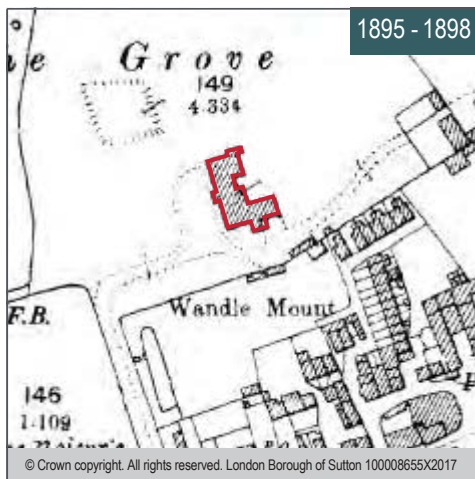 1895 - 1898
Grove
149
4.334
Wandle Mount
F.B.
146
1.109
© Crown copyright. All rights reserved. London Borough of Sutton 100008655X2017